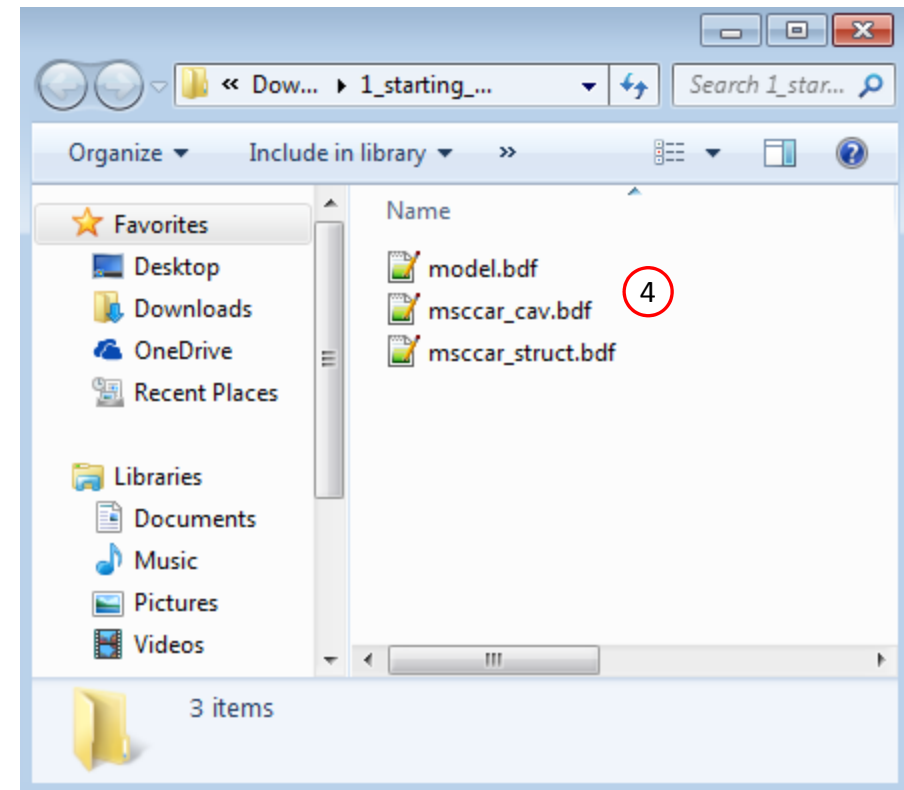 « Dow... 1_starting_... Search 1_star...
Organize Include in library »
Name
Favorites
Desktop
Downloads
OneDrive
Recent Places
Libraries
Documents
Music
Pictures
Videos
model.bdf
msccar_cav.bdf
msccar_struct.bdf
4
3 items